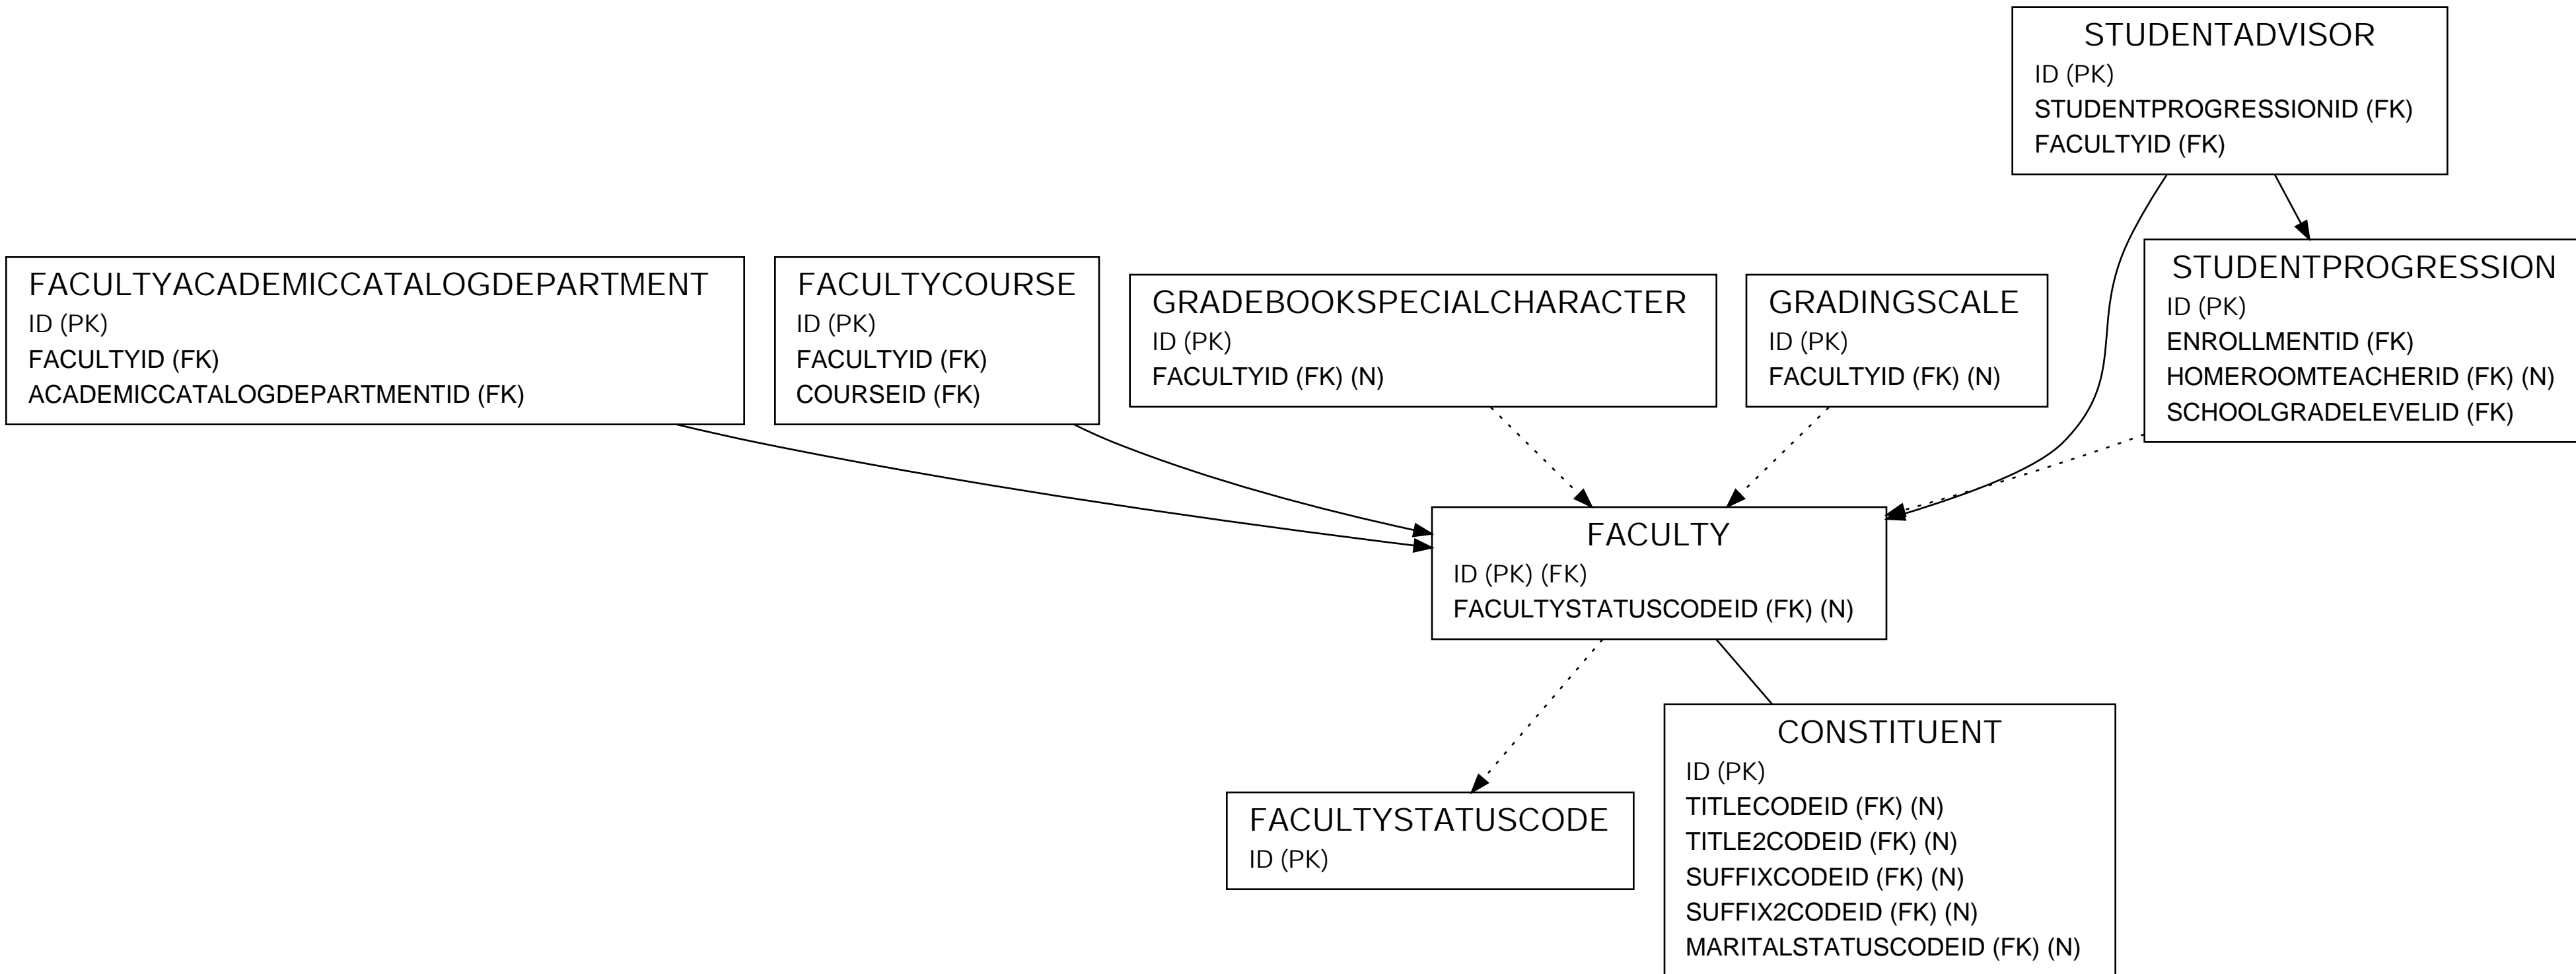 STUDENTADVISOR
ID (PK)
STUDENTPROGRESSIONID (FK)
FACULTYID (FK)
FACULTYACADEMICCATALOGDEPARTMENT
ID (PK)
FACULTYID (FK)
ACADEMICCATALOGDEPARTMENTID (FK)
FACULTYCOURSE
ID (PK)
FACULTYID (FK)
COURSEID (FK)
GRADEBOOKSPECIALCHARACTER
ID (PK)
FACULTYID (FK) (N)
GRADINGSCALE
ID (PK)
FACULTYID (FK) (N)
STUDENTPROGRESSION
ID (PK)
ENROLLMENTID (FK)
HOMEROOMTEACHERID (FK) (N)
SCHOOLGRADELEVELID (FK)
FACULTY
ID (PK) (FK)
FACULTYSTATUSCODEID (FK) (N)
FACULTYSTATUSCODE
ID (PK)
CONSTITUENT
ID (PK)
TITLECODEID (FK) (N)
TITLE2CODEID (FK) (N)
SUFFIXCODEID (FK) (N)
SUFFIX2CODEID (FK) (N)
MARITALSTATUSCODEID (FK) (N)